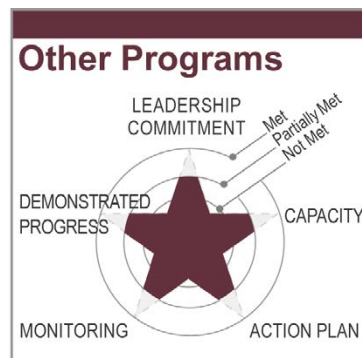 Other Programs
LEADERSHIP
COMMITMENT
Met
Partially Met
Not Met
DEMONSTRATED
PROGRESS
CAPACITY
MONITORING
ACTION PLAN